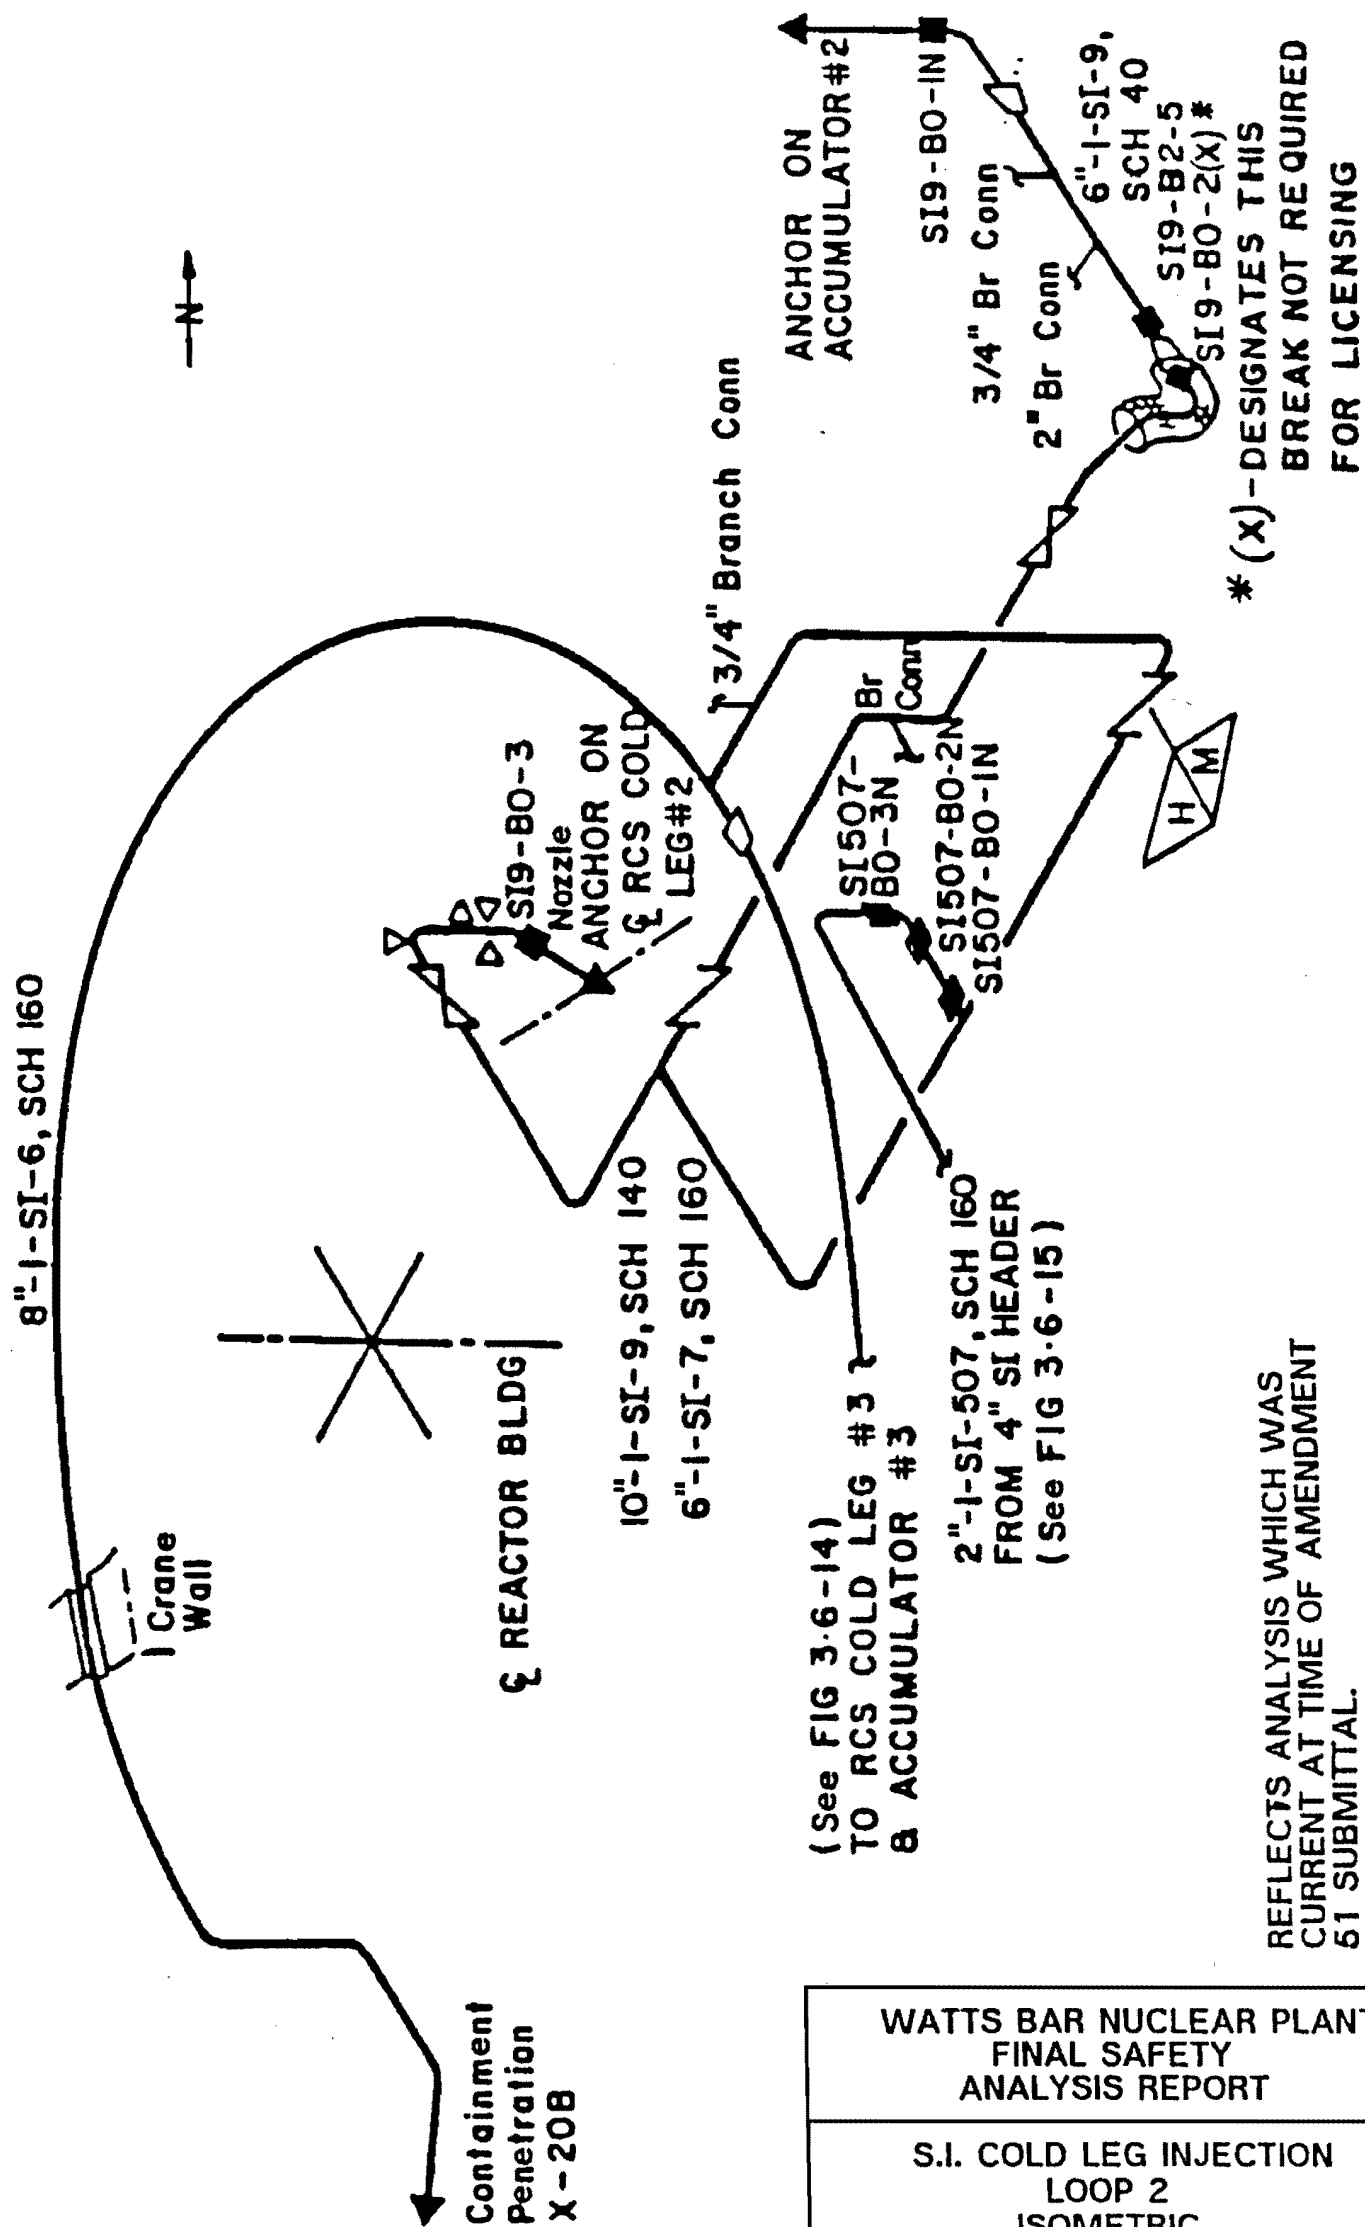 8"-1-SI-6, SCH 160
Crane
Wall
Containment
Penetration
X-20B
N
℄ REACTOR BLDG
SI9-BO-3
Nozzle
ANCHOR ON
℄ RCS COLD
LEG#2
10"-1-SI-9, SCH 140
6"-1-SI-7, SCH 160
3/4" Branch Conn
Br
Conn
SI507-
BO-3N
SI507-BO-2N
SI507-BO-1N
(See FIG 3·6-14)
TO RCS COLD LEG #3
& ACCUMULATOR #3
2"-1-SI-507, SCH 160
FROM 4" SI HEADER
(See FIG 3·6-15)
H
M
ANCHOR ON
ACCUMULATOR#2
SI9-BO-1N
3/4" Br Conn
2" Br Conn
6"-1-SI-9,
SCH 40
SI9-B2-5
SI9-BO-2(X)*
*(X)-DESIGNATES THIS
BREAK NOT REQUIRED
FOR LICENSING
REFLECTS ANALYSIS WHICH WAS
CURRENT AT TIME OF AMENDMENT
51 SUBMITTAL.
WATTS BAR NUCLEAR PLANT
FINAL SAFETY
ANALYSIS REPORT
S.I. COLD LEG INJECTION
LOOP 2
ISOMETRIC